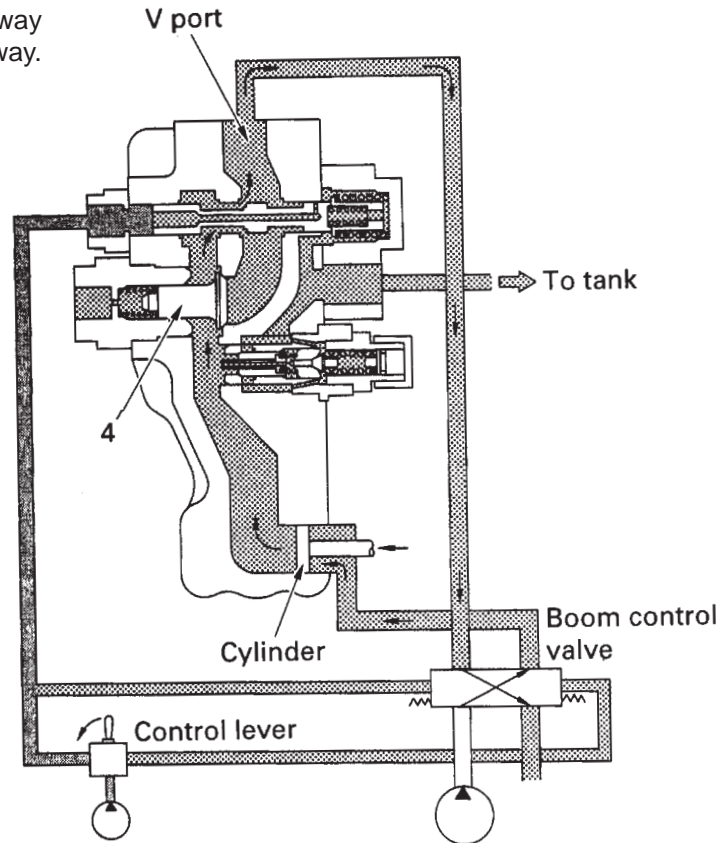 way
way.
V port
To tank
4
Cylinder
Boom control
valve
Control lever